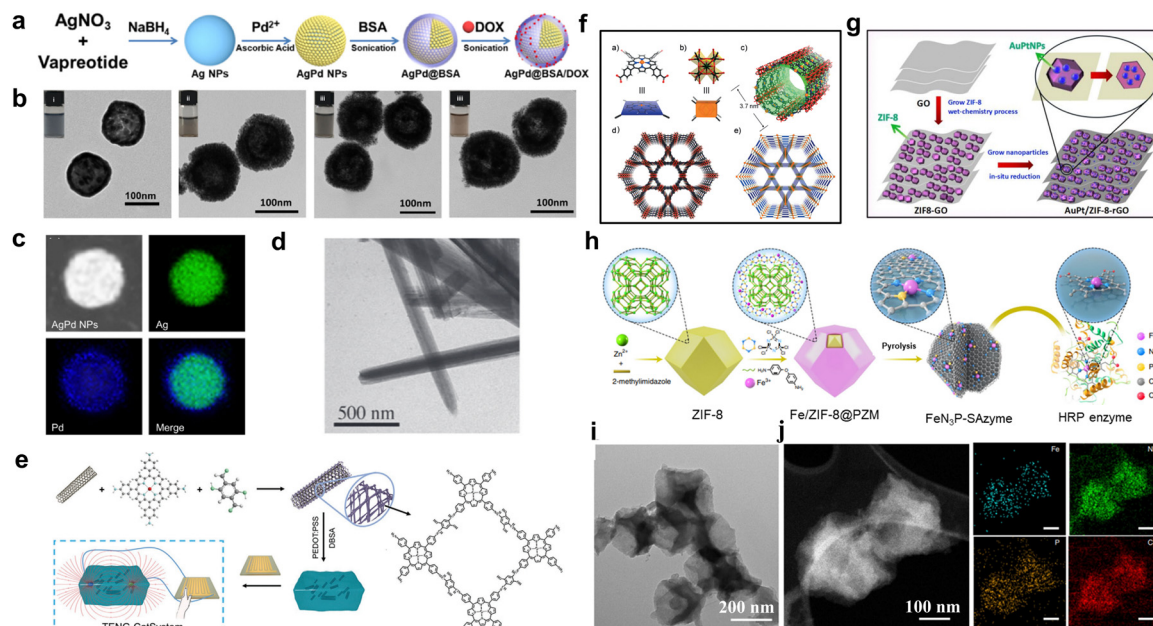 a
AgNO₃
+
Vapreotide
NaBH₄
Ag NPs
Pd²⁺
Ascorbic Acid
AgPd NPs
BSA
Sonication
AgPd@BSA
DOX
Sonication
AgPd@BSA/DOX
b
i
100nm
ii
100nm
iii
100nm
iii
100nm
c
AgPd NPs
Ag
Pd
Merge
d
500 nm
e
+
+
PEDOT:PSS
DBSA
f
a)
b)
c)
3.7 nm
d)
e)
g
GO
AuPtNPs
Grow ZIF-8
wet-chemistry process
ZIF-8
Grow nanoparticles
in-situ reduction
ZIF8-GO
AuPt/ZIF-8-rGO
h
Zn²⁺
+
2-methylimidazole
ZIF-8
Fe³⁺
Fe/ZIF-8@PZM
Pyrolysis
FeN₃P-SAzyme
HRP enzyme
F
N
P
C
i
200 nm
j
100 nm
Fe
N
P
C